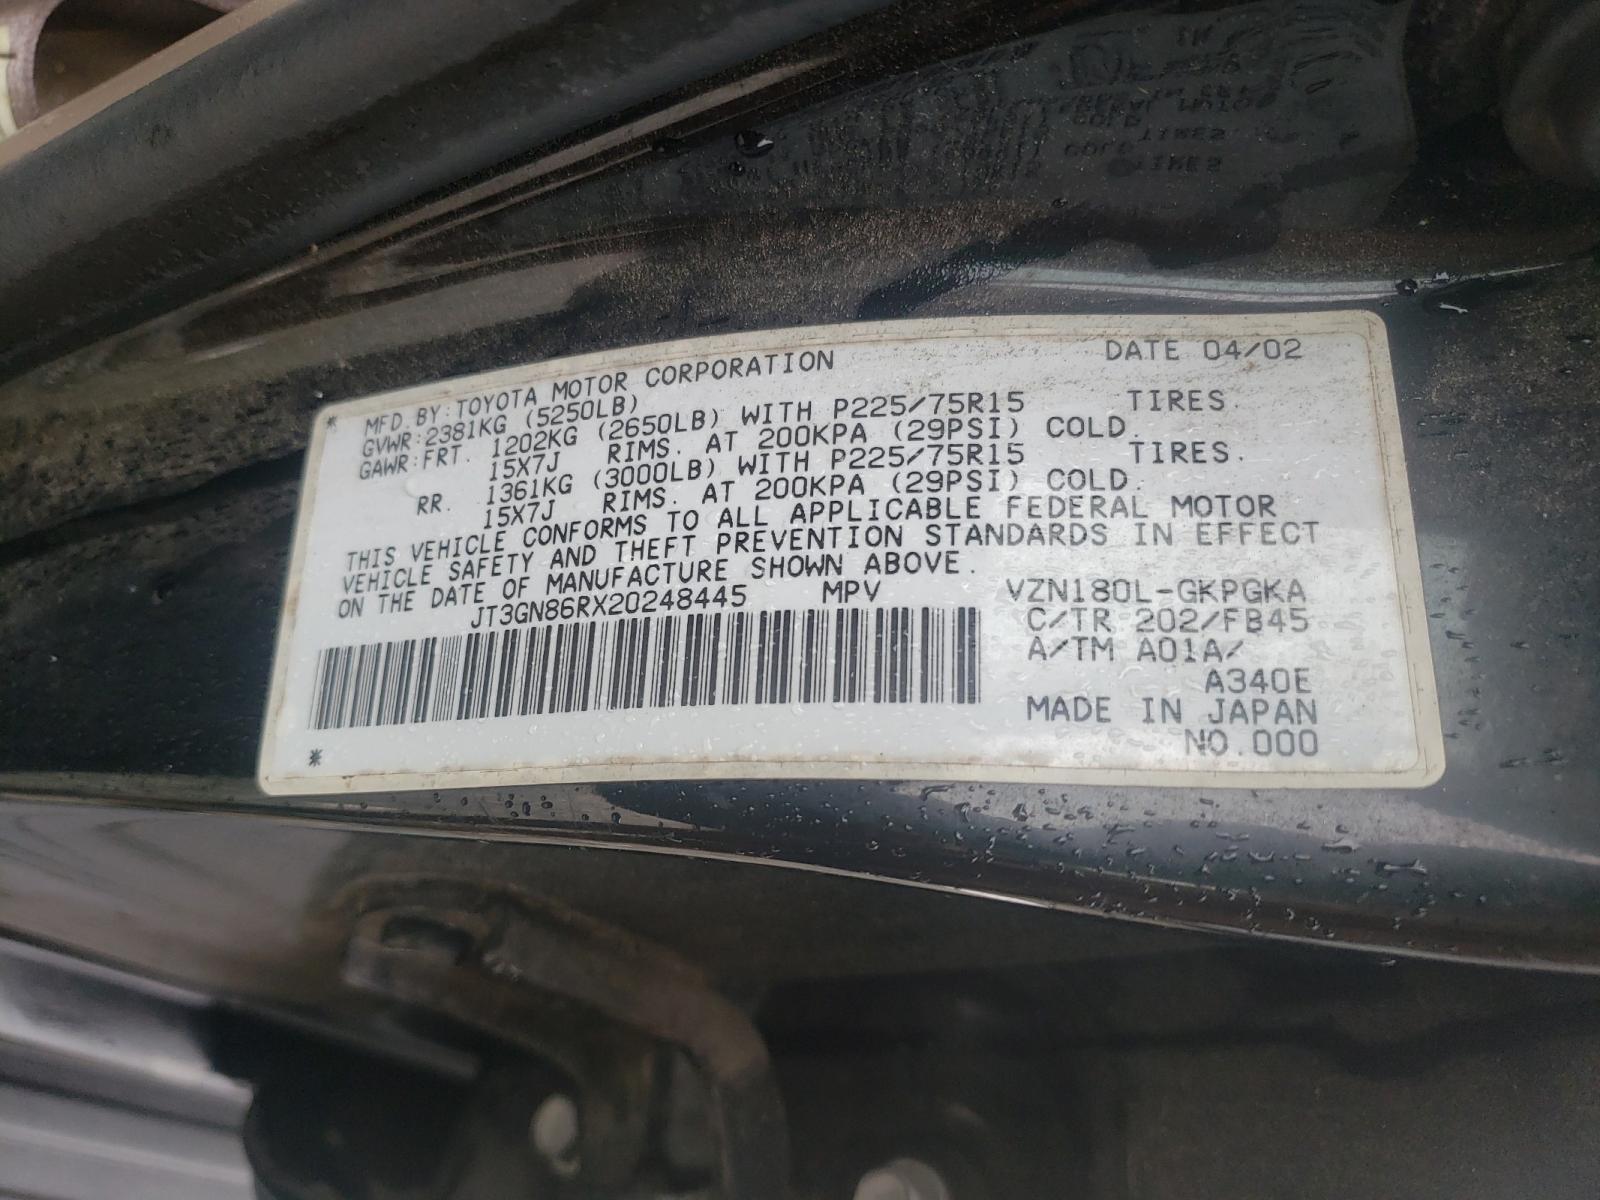 * MFD.BY:TOYOTA MOTOR CORPORATION DATE 04/02
GVWR:2381KG (5250LB)
GAWR:FRT. 1202KG (2650LB) WITH P225/75R15 TIRES.
15X7J RIMS. AT 200KPA (29PSI) COLD.
RR. 1361KG (3000LB) WITH P225/75R15 TIRES.
15X7J RIMS. AT 200KPA (29PSI) COLD.
THIS VEHICLE CONFORMS TO ALL APPLICABLE FEDERAL MOTOR
VEHICLE SAFETY AND THEFT PREVENTION STANDARDS IN EFFECT
ON THE DATE OF MANUFACTURE SHOWN ABOVE.
JT3GN86RX20248445 MPV VZN180L-GKPGKA
C/TR 202/FB45
A/TM A01A/
A340E
MADE IN JAPAN
* NO.000